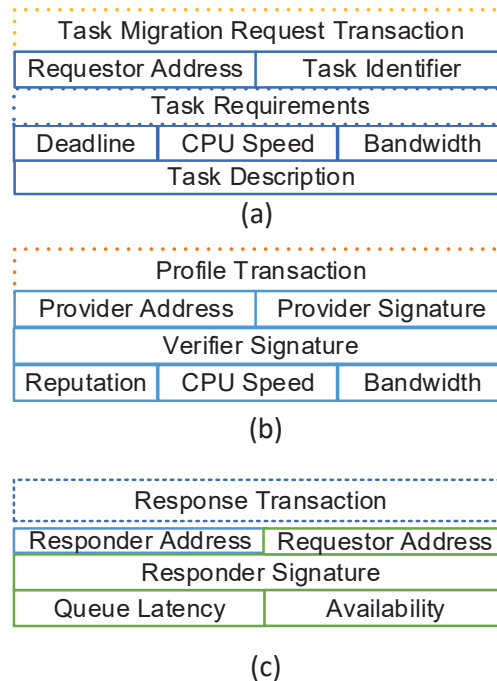 Task Migration Request Transaction
Requestor Address Task Identifier
Task Requirements
Deadline CPU Speed Bandwidth
Task Description
(a)
Profile Transaction
Provider Address Provider Signature
Verifier Signature
Reputation CPU Speed Bandwidth
(b)
Response Transaction
Responder Address Requestor Address
Responder Signature
Queue Latency Availability
(c)